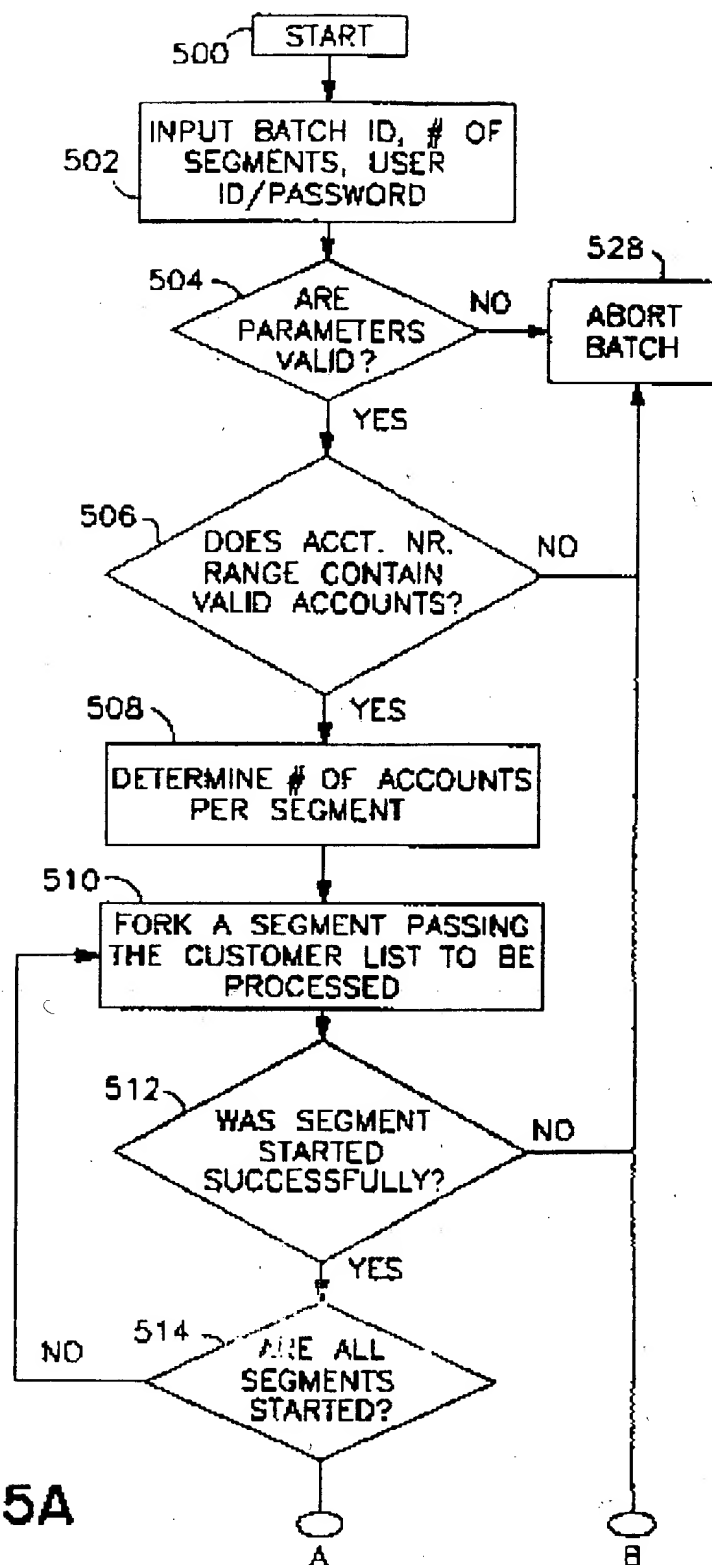 START
500
INPUT BATCH ID, # OF
SEGMENTS, USER
ID/PASSWORD
502
528
504
ARE
PARAMETERS
VALID?
NO
ABORT
BATCH
YES
506
DOES ACCT. NR.
RANGE CONTAIN
VALID ACCOUNTS?
NO
YES
508
DETERMINE # OF ACCOUNTS
PER SEGMENT
510
FORK A SEGMENT PASSING
THE CUSTOMER LIST TO BE
PROCESSED
512
WAS SEGMENT
STARTED
SUCCESSFULLY?
NO
YES
514
NO
ARE ALL
SEGMENTS
STARTED?
5A
A
B